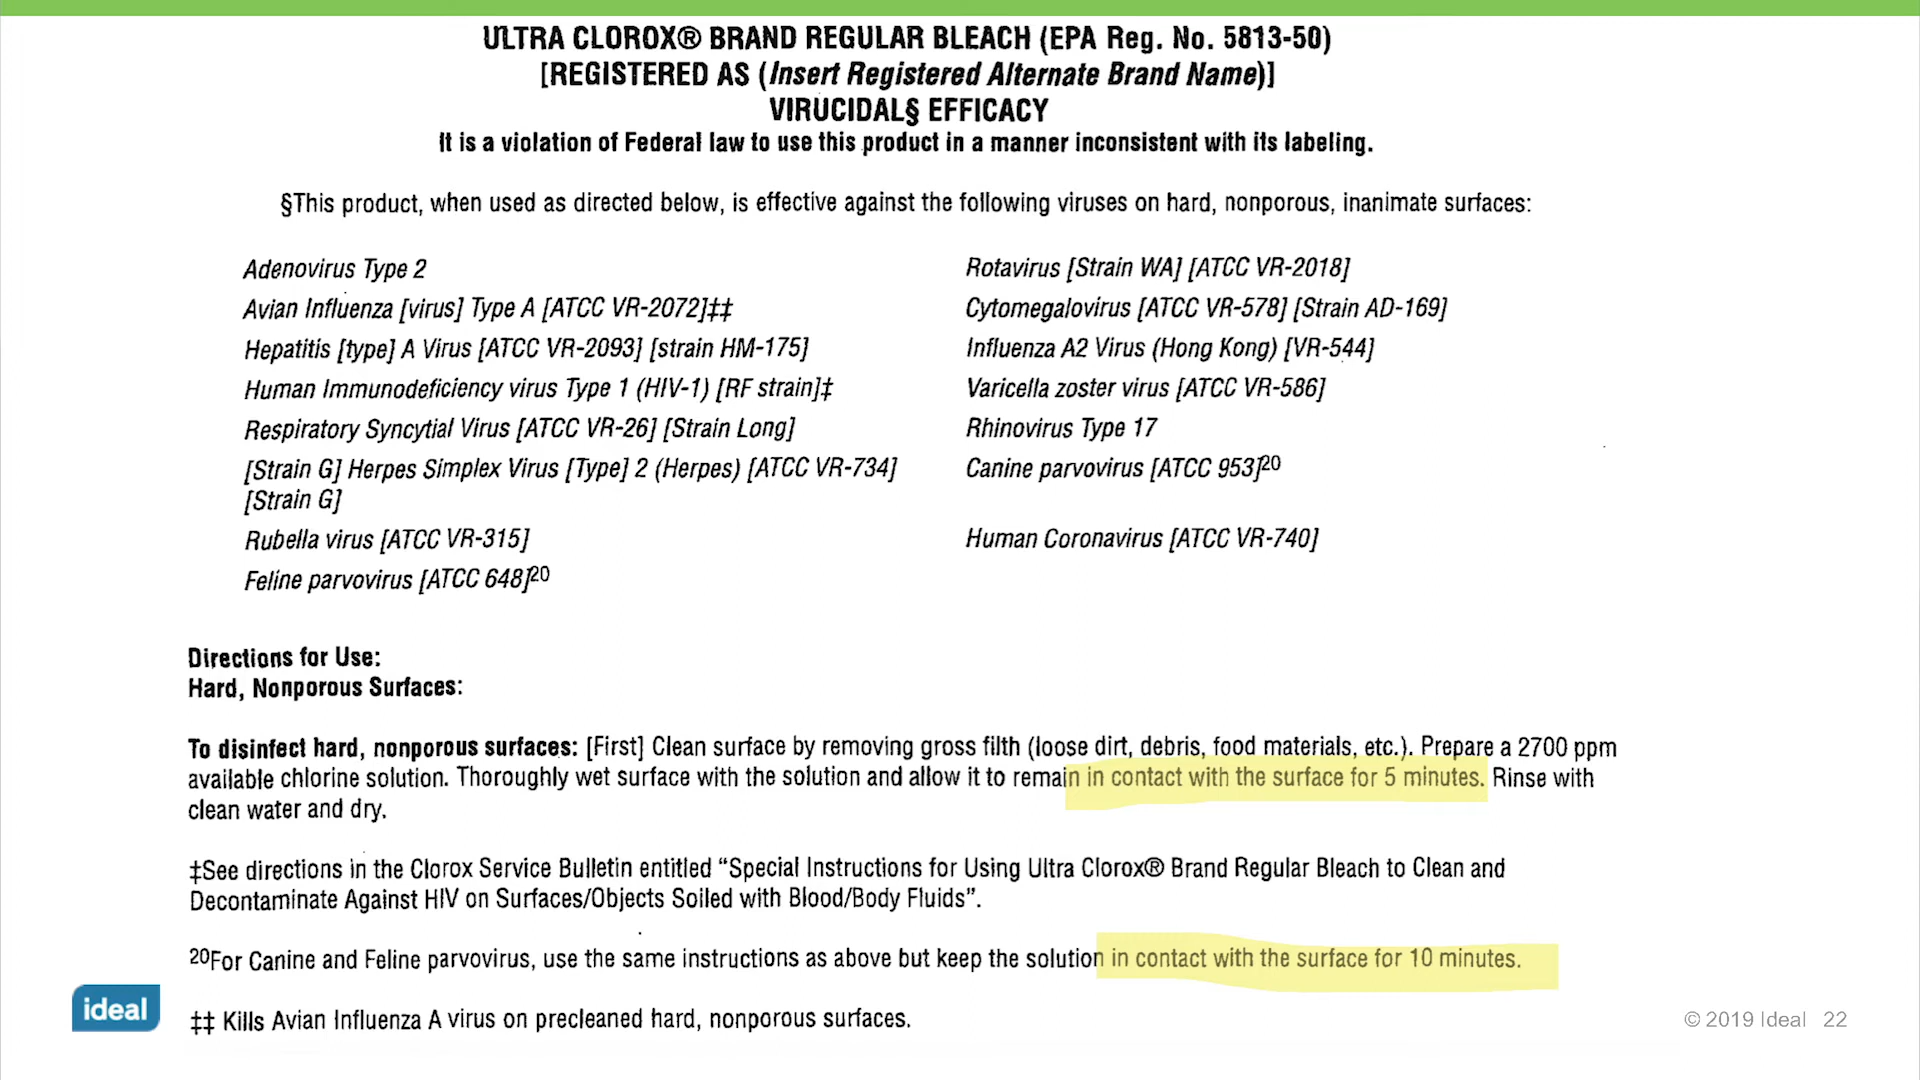 ULTRA CLOROX® BRAND REGULAR BLEACH (EPA Reg. No. 5813-50)
[REGISTERED AS (Insert Registered Alternate Brand Name)]
VIRUCIDAL§ EFFICACY
It is a violation of Federal law to use this product in a manner inconsistent with its labeling.
§This product, when used as directed below, is effective against the following viruses on hard, nonporous, inanimate surfaces:
Adenovirus Type 2
Avian Influenza [virus] Type A [ATCC VR-2072]‡‡
Hepatitis [type] A Virus [ATCC VR-2093] [strain HM-175]
Human Immunodeficiency virus Type 1 (HIV-1) [RF strain]‡
Respiratory Syncytial Virus [ATCC VR-26] [Strain Long]
[Strain G] Herpes Simplex Virus [Type] 2 (Herpes) [ATCC VR-734]
[Strain G]
Rubella virus [ATCC VR-315]
Feline parvovirus [ATCC 648]20
Rotavirus [Strain WA] [ATCC VR-2018]
Cytomegalovirus [ATCC VR-578] [Strain AD-169]
Influenza A2 Virus (Hong Kong) [VR-544]
Varicella zoster virus [ATCC VR-586]
Rhinovirus Type 17
Canine parvovirus [ATCC 953]20
Human Coronavirus [ATCC VR-740]
Directions for Use:
Hard, Nonporous Surfaces:
To disinfect hard, nonporous surfaces: [First] Clean surface by removing gross filth (loose dirt, debris, food materials, etc.). Prepare a 2700 ppm
available chlorine solution. Thoroughly wet surface with the solution and allow it to remain in contact with the surface for 5 minutes. Rinse with
clean water and dry.
‡See directions in the Clorox Service Bulletin entitled “Special Instructions for Using Ultra Clorox® Brand Regular Bleach to Clean and
Decontaminate Against HIV on Surfaces/Objects Soiled with Blood/Body Fluids”.
20For Canine and Feline parvovirus, use the same instructions as above but keep the solution in contact with the surface for 10 minutes.
‡‡ Kills Avian Influenza A virus on precleaned hard, nonporous surfaces.
ideal
© 2019 Ideal 22